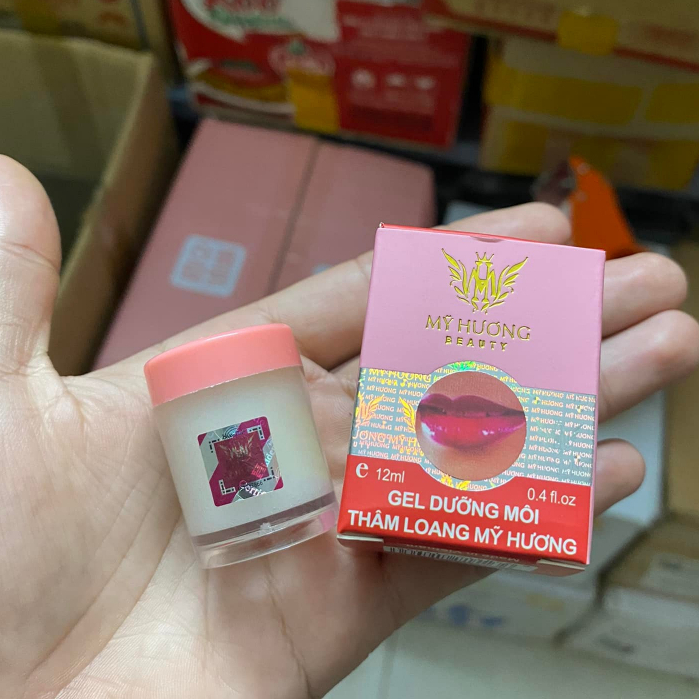 MỸ HƯƠNG
BEAUTY
e 12ml
0.4 fl.oz
GEL DƯỠNG MÔI
THÂM LOANG MỸ HƯƠNG